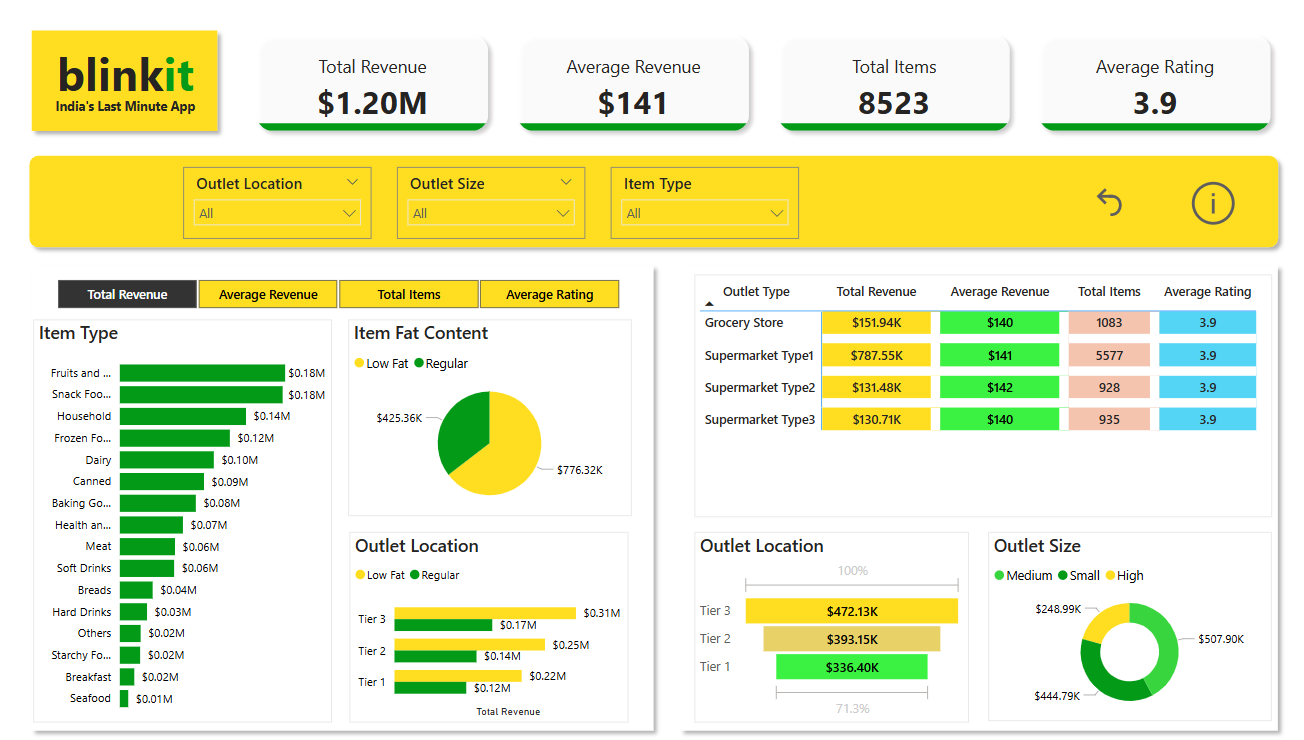 blinkit
India's Last Minute App
Total Revenue
$1.20M
Average Revenue
$141
Total Items
8523
Average Rating
3.9
Outlet Location
All
Outlet Size
All
Item Type
All
Total Revenue Average Revenue Total Items Average Rating
Item Type
Fruits and ... $0.18M
Snack Foo... $0.18M
Household $0.14M
Frozen Fo... $0.12M
Dairy $0.10M
Canned $0.09M
Baking Go... $0.08M
Health an... $0.07M
Meat $0.06M
Soft Drinks $0.06M
Breads $0.04M
Hard Drinks $0.03M
Others $0.02M
Starchy Fo... $0.02M
Breakfast $0.02M
Seafood $0.01M
Item Fat Content
Low Fat Regular
$425.36K
$776.32K
Outlet Location
Low Fat Regular
Tier 3 $0.31M
$0.17M
Tier 2 $0.25M
$0.14M
Tier 1 $0.22M
$0.12M
Total Revenue
Outlet Type Total Revenue Average Revenue Total Items Average Rating
Grocery Store $151.94K $140 1083 3.9
Supermarket Type1 $787.55K $141 5577 3.9
Supermarket Type2 $131.48K $142 928 3.9
Supermarket Type3 $130.71K $140 935 3.9
Outlet Location
100%
Tier 3 $472.13K
Tier 2 $393.15K
Tier 1 $336.40K
71.3%
Outlet Size
Medium Small High
$248.99K
$507.90K
$444.79K